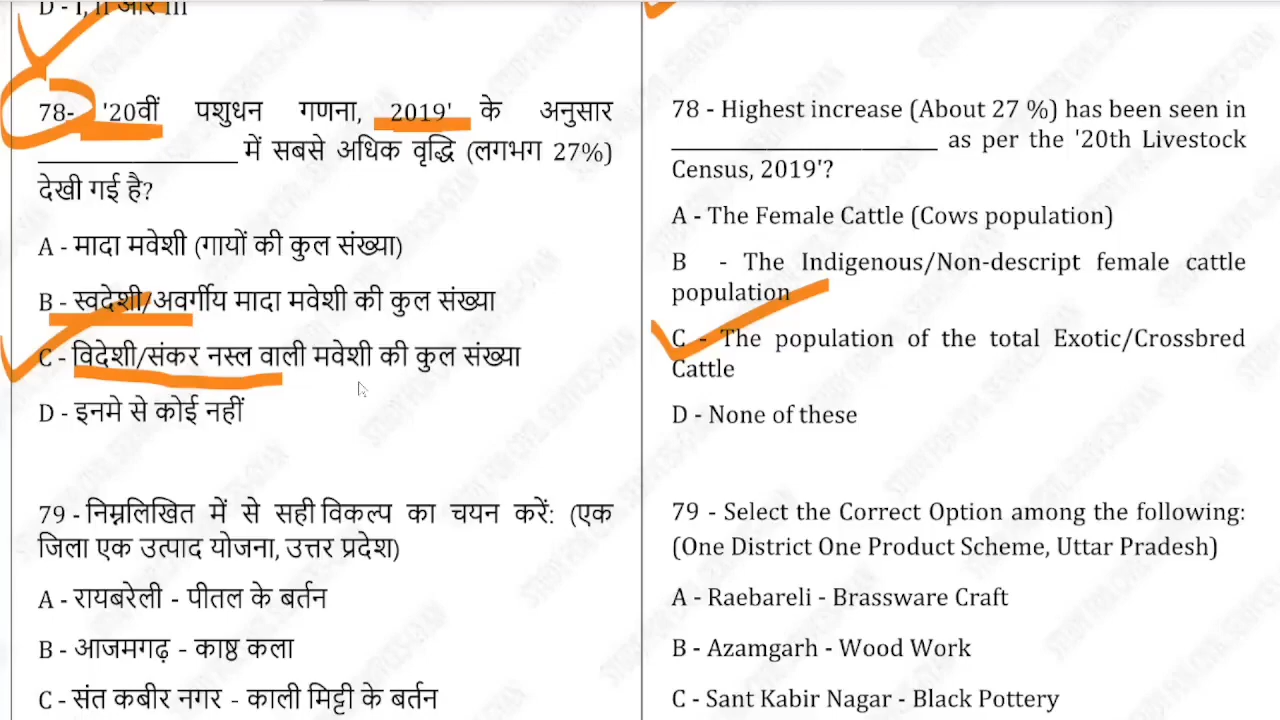 D - I, II और III
78- '20वीं पशुधन गणना, 2019' के अनुसार
____________________ में सबसे अधिक वृद्धि (लगभग 27%)
देखी गई है?
A - मादा मवेशी (गायों की कुल संख्या)
B - स्वदेशी/अवर्गीय मादा मवेशी की कुल संख्या
C - विदेशी/संकर नस्ल वाली मवेशी की कुल संख्या
D - इनमे से कोई नहीं
79 - निम्नलिखित में से सही विकल्प का चयन करें: (एक
जिला एक उत्पाद योजना, उत्तर प्रदेश)
A - रायबरेली - पीतल के बर्तन
B - आजमगढ़ - काष्ठ कला
C - संत कबीर नगर - काली मिट्टी के बर्तन
78 - Highest increase (About 27 %) has been seen in
____________________ as per the '20th Livestock
Census, 2019'?
A - The Female Cattle (Cows population)
B - The Indigenous/Non-descript female cattle
population
C - The population of the total Exotic/Crossbred
Cattle
D - None of these
79 - Select the Correct Option among the following:
(One District One Product Scheme, Uttar Pradesh)
A - Raebareli - Brassware Craft
B - Azamgarh - Wood Work
C - Sant Kabir Nagar - Black Pottery